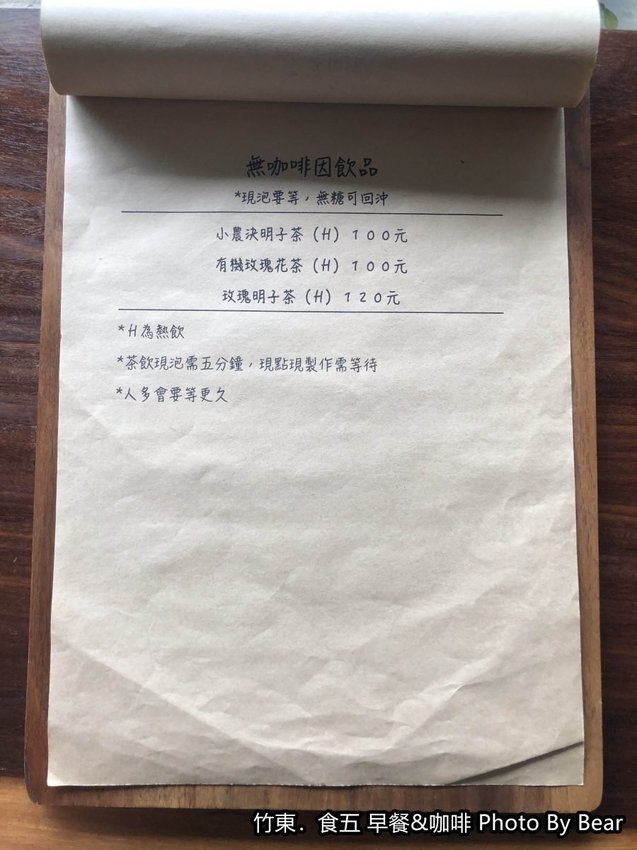 無咖啡因飲品
*現泡要等，無糖可回沖
小農決明子茶（H）１００元
有機玫瑰花茶（H）１００元
玫瑰明子茶（H）１２０元
*H為熱飲
*茶飲現泡需五分鐘，現點現製作需等待
*人多會要等更久
竹東．食五 早餐&咖啡 Photo By Bear